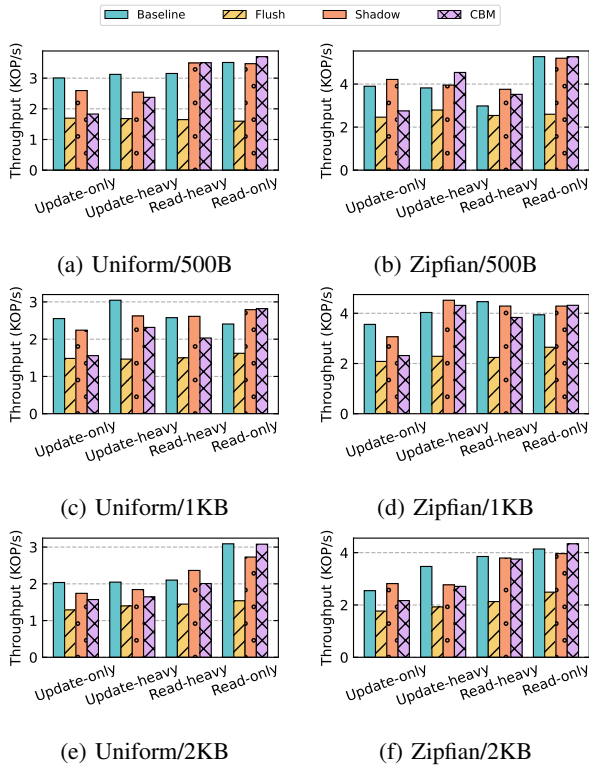 Baseline Flush Shadow CBM
Throughput (KOP/s)
3
2
1
0
Update-only Update-heavy Read-heavy Read-only
(a) Uniform/500B
Throughput (KOP/s)
4
2
0
Update-only Update-heavy Read-heavy Read-only
(b) Zipfian/500B
Throughput (KOP/s)
3
2
1
0
Update-only Update-heavy Read-heavy Read-only
(c) Uniform/1KB
Throughput (KOP/s)
4
2
0
Update-only Update-heavy Read-heavy Read-only
(d) Zipfian/1KB
Throughput (KOP/s)
3
2
1
0
Update-only Update-heavy Read-heavy Read-only
(e) Uniform/2KB
Throughput (KOP/s)
4
2
0
Update-only Update-heavy Read-heavy Read-only
(f) Zipfian/2KB